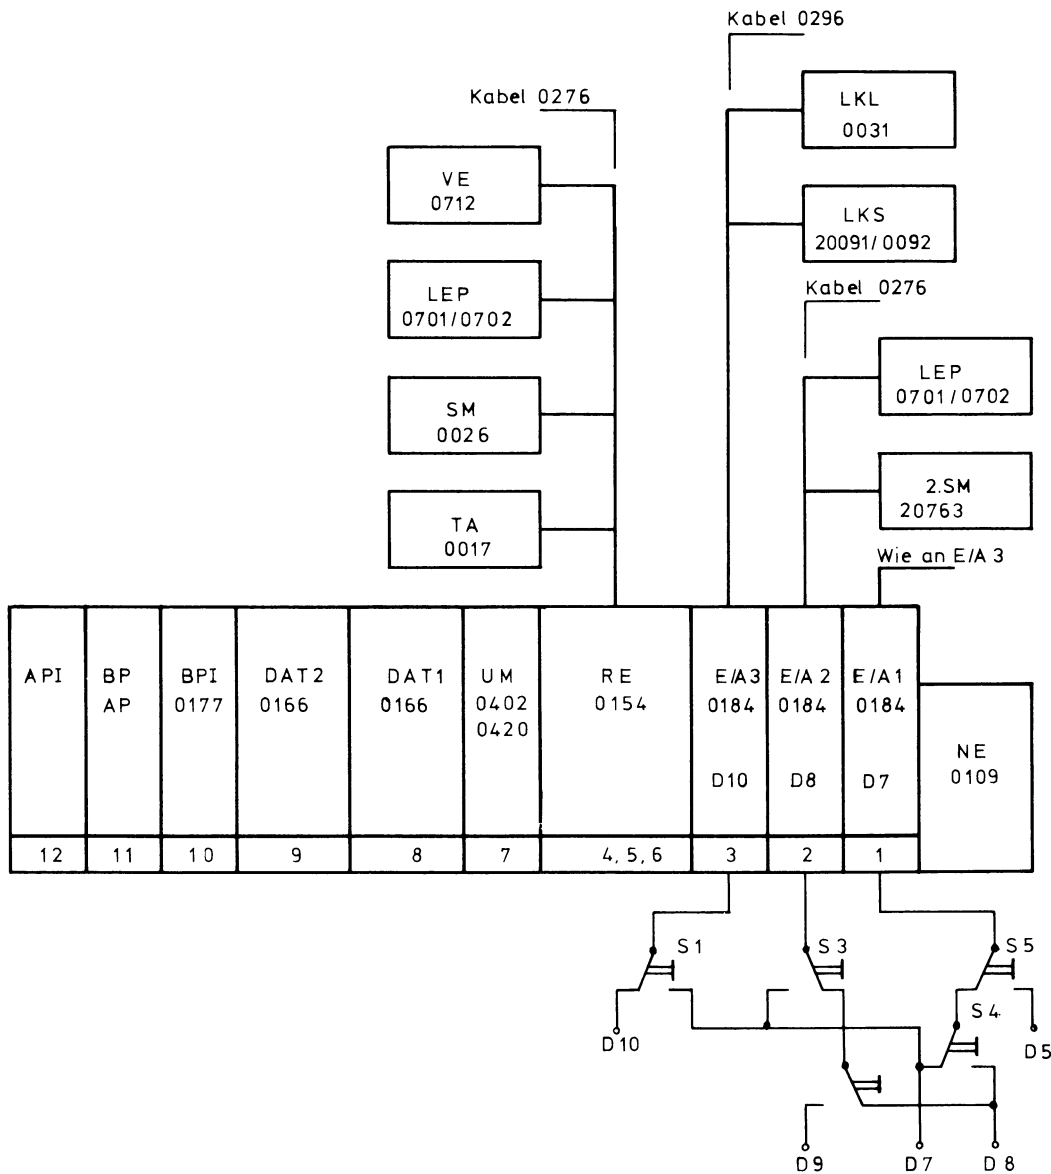 Kabel 0296
LKL
0031
Kabel 0276
VE
0712
LKS
20091/0092
LEP
0701/0702
Kabel 0276
LEP
0701/0702
SM
0026
2.SM
20763
TA
0017
Wie an E/A 3
API
BP
AP
BPI
0177
DAT2
0166
DAT1
0166
UM
0402
0420
RE
0154
E/A3
0184
D10
E/A 2
0184
D8
E/A1
0184
D7
NE
0109
12
11
10
9
8
7
4, 5, 6
3
2
1
S1
S3
S5
S4
D10
D5
D9
D7
D8